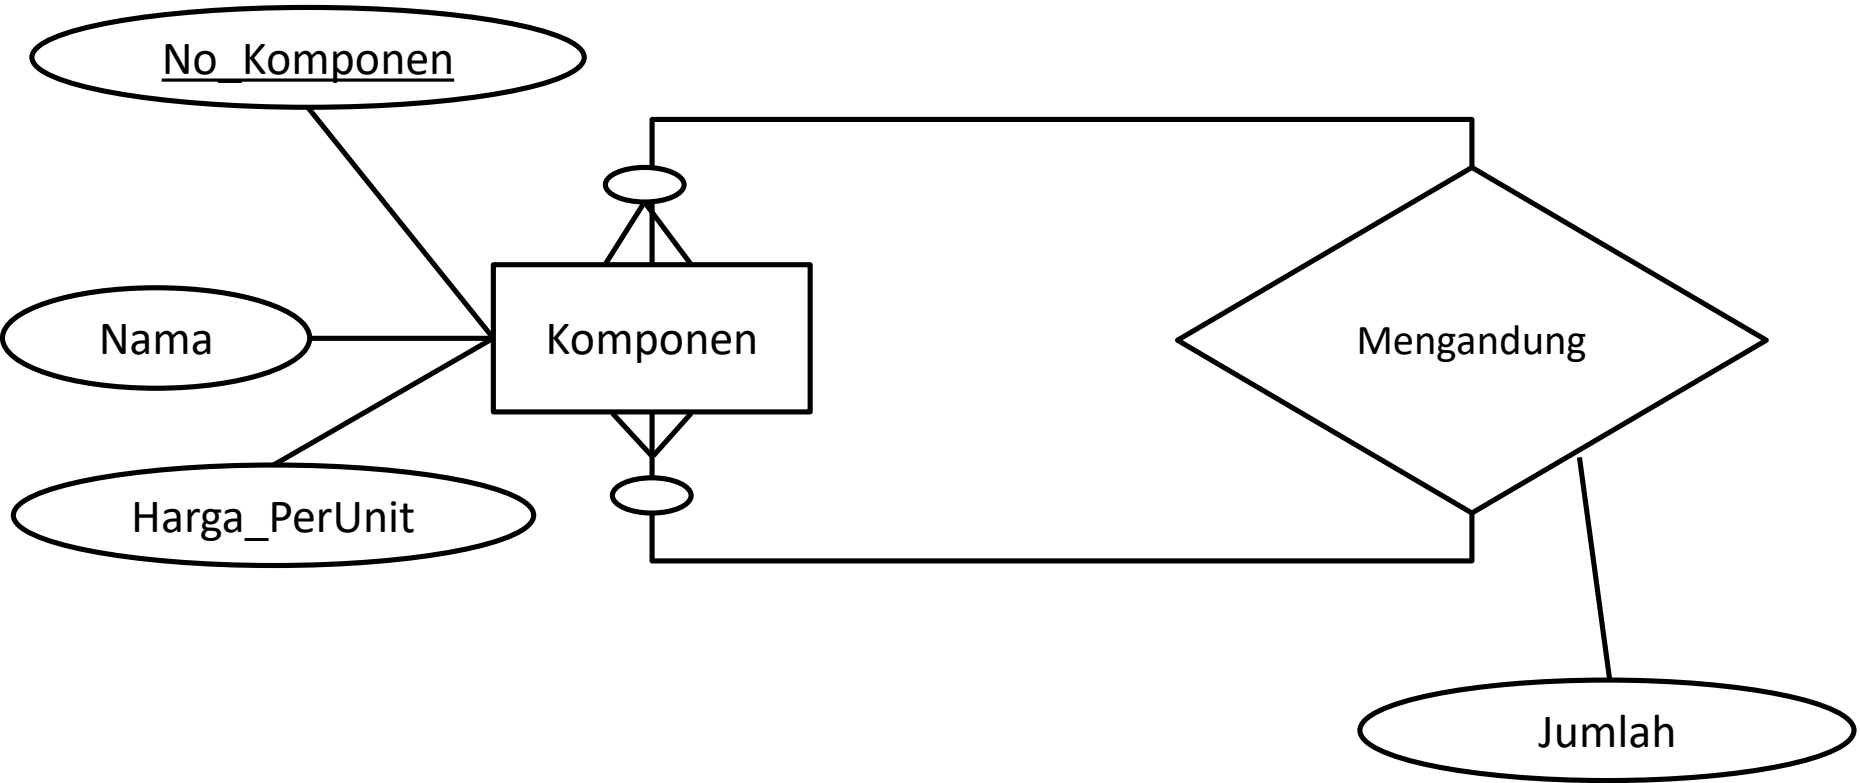 No_Komponen
Nama
Komponen
Mengandung
Harga_PerUnit
Jumlah